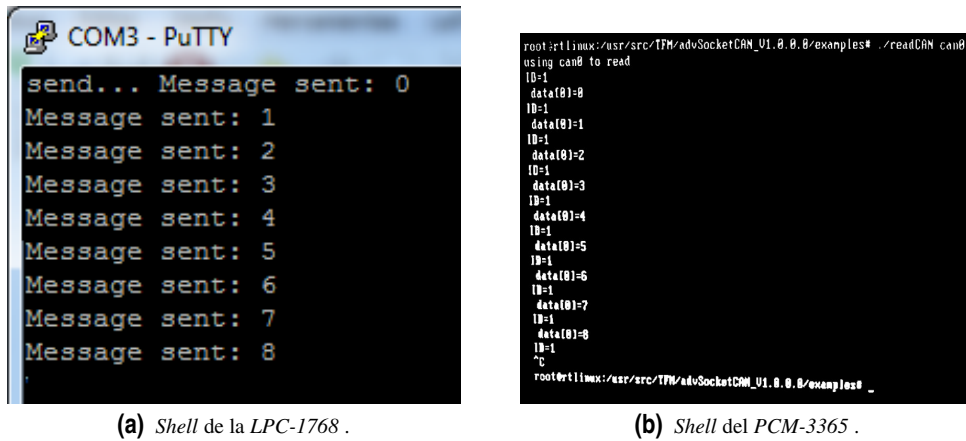 COM3 - PuTTY
send... Message sent: 0
Message sent: 1
Message sent: 2
Message sent: 3
Message sent: 4
Message sent: 5
Message sent: 6
Message sent: 7
Message sent: 8
(a) Shell de la LPC-1768 .
root@rtlinux:/usr/src/TFM/advSocketCAN_V1.0.0.0/examples# ./readCAN can0
using can0 to read
ID=1
data[0]=0
ID=1
data[0]=1
ID=1
data[0]=2
ID=1
data[0]=3
ID=1
data[0]=4
ID=1
data[0]=5
ID=1
data[0]=6
ID=1
data[0]=7
ID=1
data[0]=8
ID=1
^C
root@rtlinux:/usr/src/TFM/advSocketCAN_V1.0.0.0/examples# _
(b) Shell del PCM-3365 .